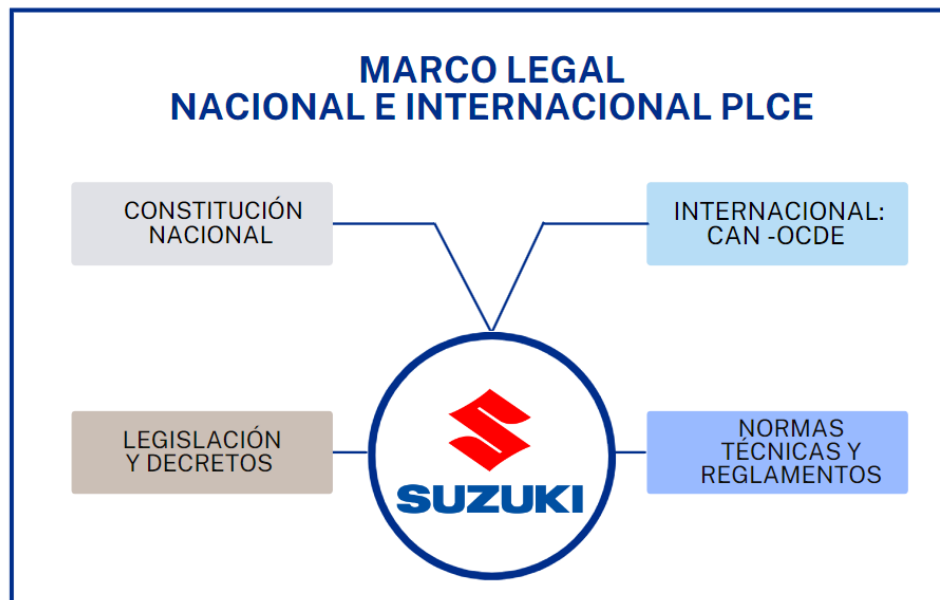 MARCO LEGAL
NACIONAL E INTERNACIONAL PLCE
CONSTITUCIÓN
NACIONAL
INTERNACIONAL:
CAN -OCDE
LEGISLACIÓN
Y DECRETOS
NORMAS
TÉCNICAS Y
REGLAMENTOS
SUZUKI